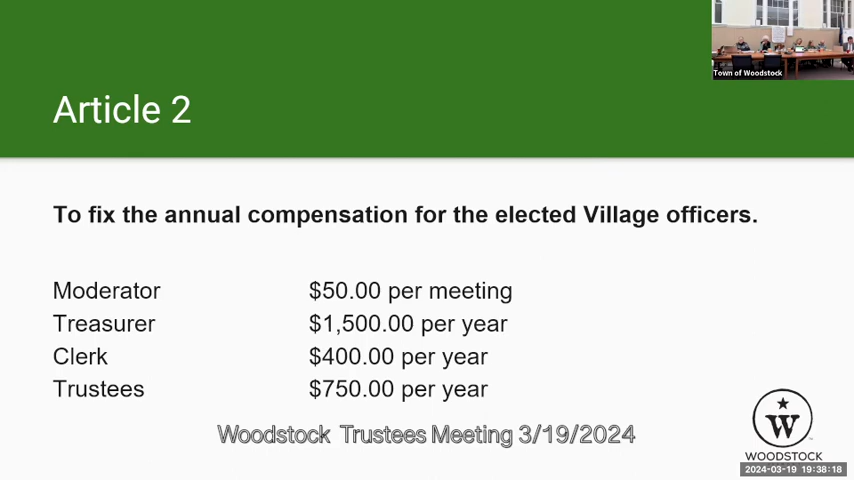 Town of Woodstock
Article 2
To fix the annual compensation for the elected Village officers.
Moderator $50.00 per meeting
Treasurer $1,500.00 per year
Clerk $400.00 per year
Trustees $750.00 per year
Woodstock Trustees Meeting 3/19/2024
W
WOODSTOCK
2024-03-19 19:38:18